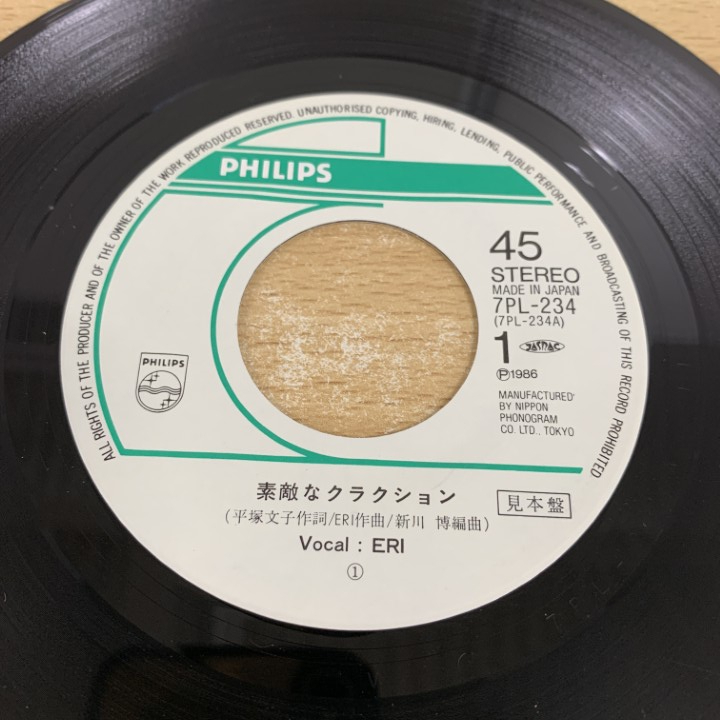 ALL RIGHTS OF THE PRODUCER AND OF THE OWNER OF THE WORK REPRODUCED RESERVED. UNAUTHORISED COPYING, HIRING, LENDING, PUBLIC PERFORMANCE AND BROADCASTING OF THIS RECORD PROHIBITED
PHILIPS
45
STEREO
MADE IN JAPAN
7PL-234
(7PL-234A)
1 JASRAC
Ⓟ1986
PHILIPS
MANUFACTURED
BY NIPPON
PHONOGRAM
CO. LTD., TOKYO
素敵なクラクション
見本盤
(平塚文子作詞/ERI作曲/新川 博編曲)
Vocal : ERI
①